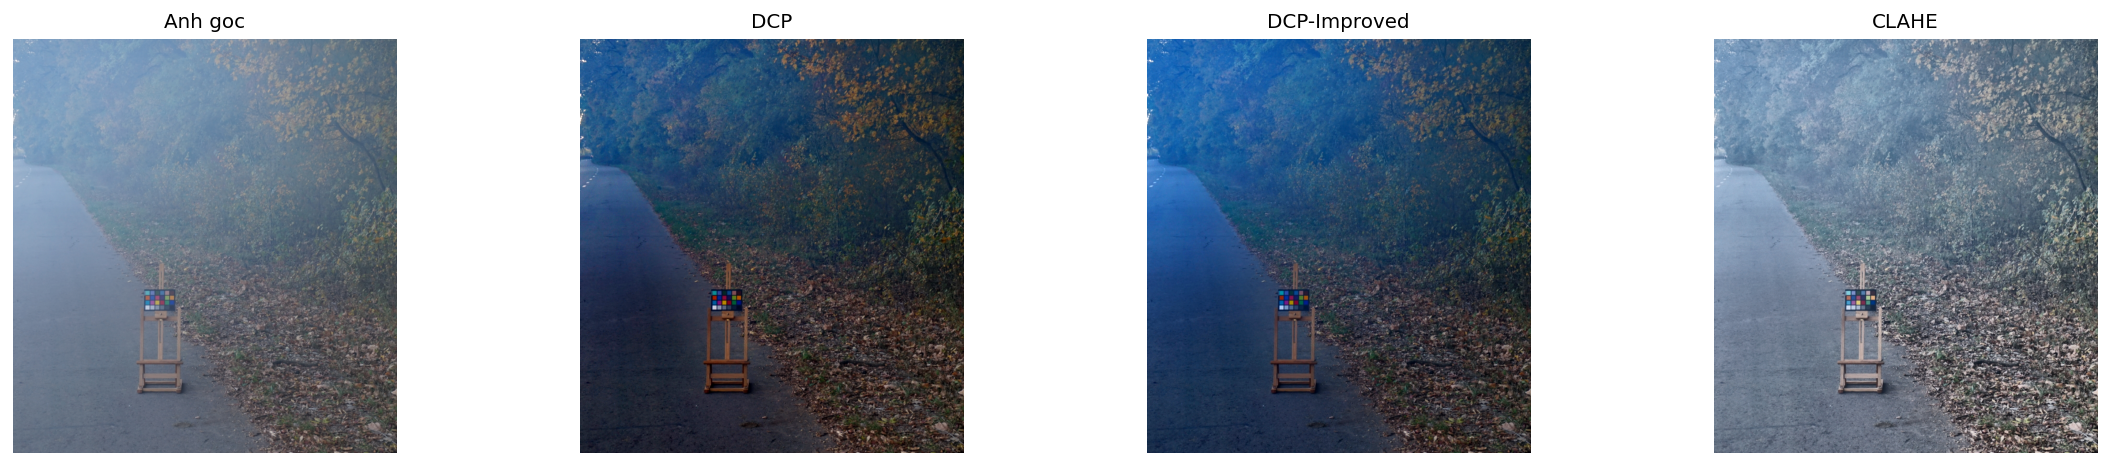 Anh goc
DCP
DCP-Improved
CLAHE